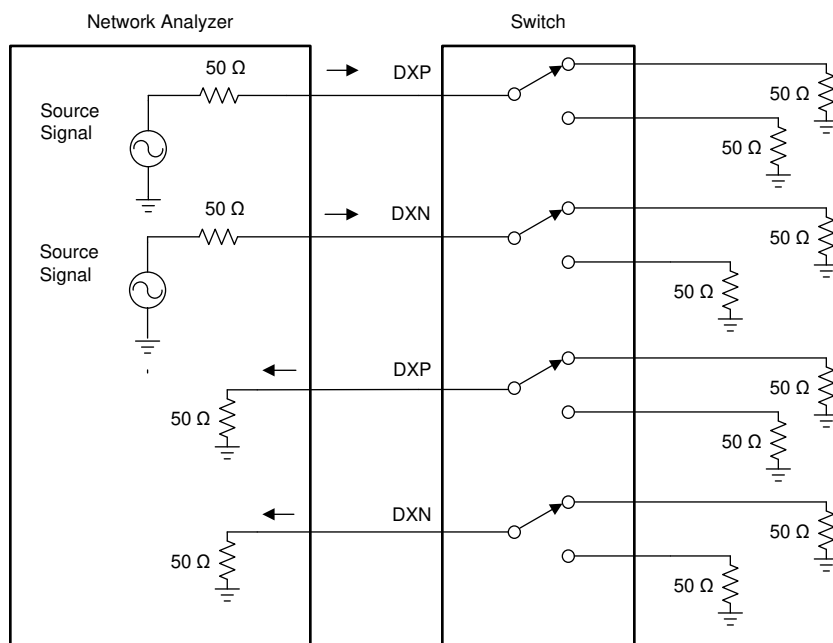 Network Analyzer
Switch
50 Ω
DXP
50 Ω
Source
Signal
50 Ω
50 Ω
DXN
50 Ω
Source
Signal
50 Ω
DXP
50 Ω
50 Ω
50 Ω
DXN
50 Ω
50 Ω
50 Ω